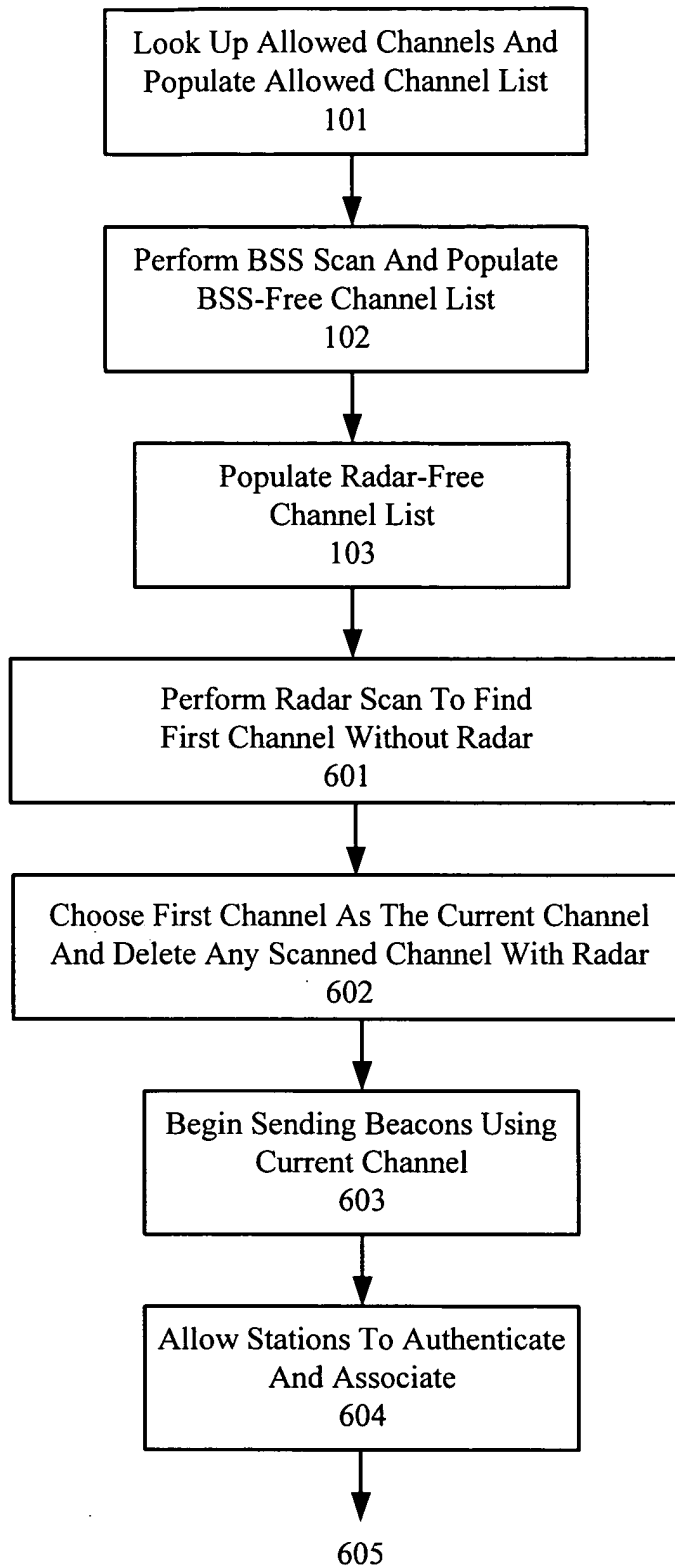 Look Up Allowed Channels And
Populate Allowed Channel List
101
Perform BSS Scan And Populate
BSS-Free Channel List
102
Populate Radar-Free
Channel List
103
Perform Radar Scan To Find
First Channel Without Radar
601
Choose First Channel As The Current Channel
And Delete Any Scanned Channel With Radar
602
Begin Sending Beacons Using
Current Channel
603
Allow Stations To Authenticate
And Associate
604
605